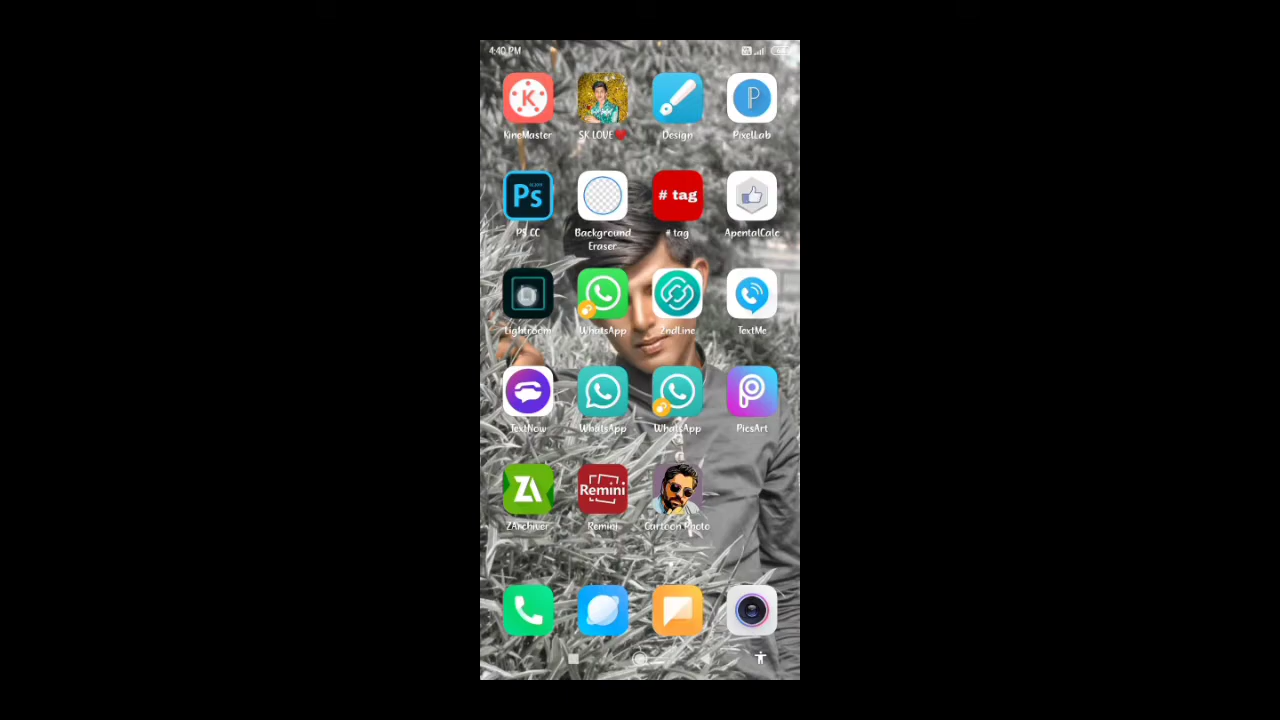 4:40 PM
KineMaster
SK LOVE❤
Design
PixelLab
K
P
Ps
# tag
PS CC
Background
Eraser
# tag
ApentalCalc
Lightroom
WhatsApp
2ndLine
TextMe
TextNow
WhatsApp
WhatsApp
PicsArt
ZA
Remini
ZArchiver
Remini
Cartoon Photo